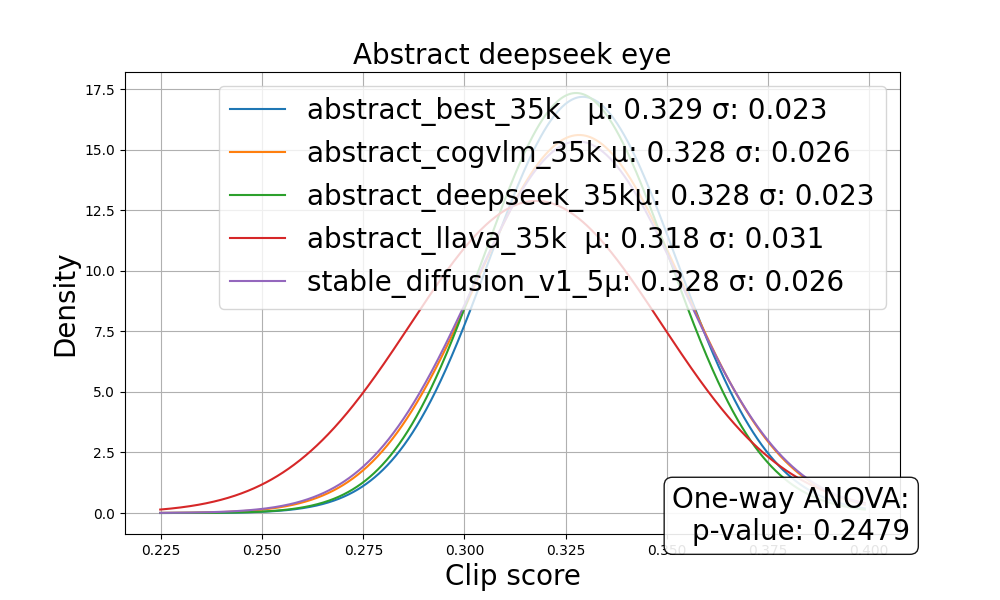 Abstract deepseek eye
17.5
15.0
12.5
10.0
7.5
5.0
2.5
0.0
Density
abstract_best_35k μ: 0.329 σ: 0.023
abstract_cogvlm_35k μ: 0.328 σ: 0.026
abstract_deepseek_35kμ: 0.328 σ: 0.023
abstract_llava_35k μ: 0.318 σ: 0.031
stable_diffusion_v1_5μ: 0.328 σ: 0.026
One-way ANOVA:
p-value: 0.2479
0.225 0.250 0.275 0.300 0.325 0.350 0.375 0.400
Clip score